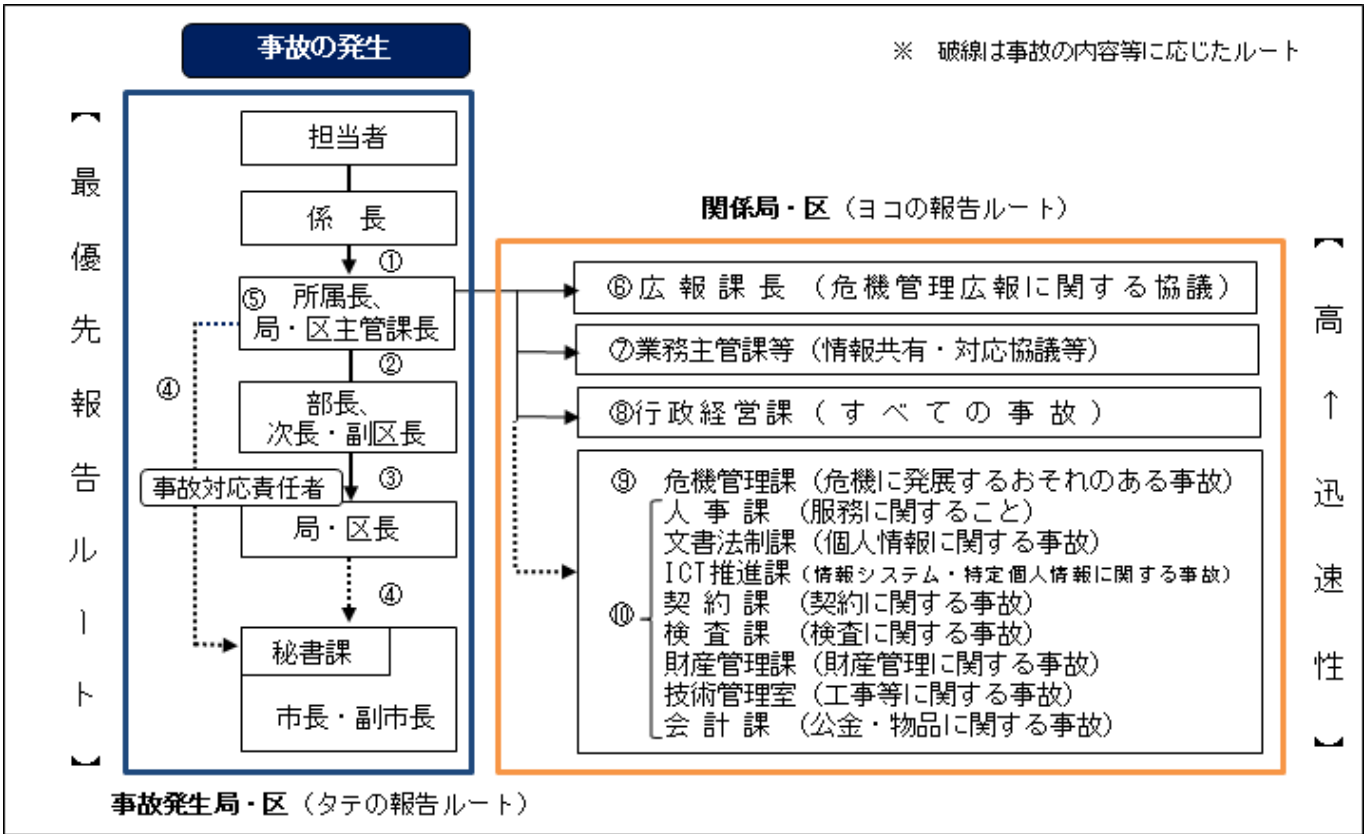 事故の発生
※　破線は事故の内容等に応じたルート
【最優先報告ルート】
担当者
係　長
①
⑤　所属長、
局・区主管課長
②
④
部長、
次長・副区長
事故対応責任者
③
局・区長
④
秘書課
市長・副市長
事故発生局・区（タテの報告ルート）
関係局・区（ヨコの報告ルート）
⑥広 報 課 長 （危機管理広報に関する協議）
⑦業務主管課等（情報共有・対応協議等）
⑧行政経営課 （ す べ て の 事 故 ）
⑨　危機管理課（危機に発展するおそれのある事故）
人 事 課 （服務に関すること）
文書法制課（個人情報に関する事故）
ICT推進課（情報システム・特定個人情報に関する事故）
⑩ 契 約 課 （契約に関する事故）
検 査 課 （検査に関する事故）
財産管理課（財産管理に関する事故）
技術管理室（工事等に関する事故）
会 計 課 （公金・物品に関する事故）
【高↑迅速性】